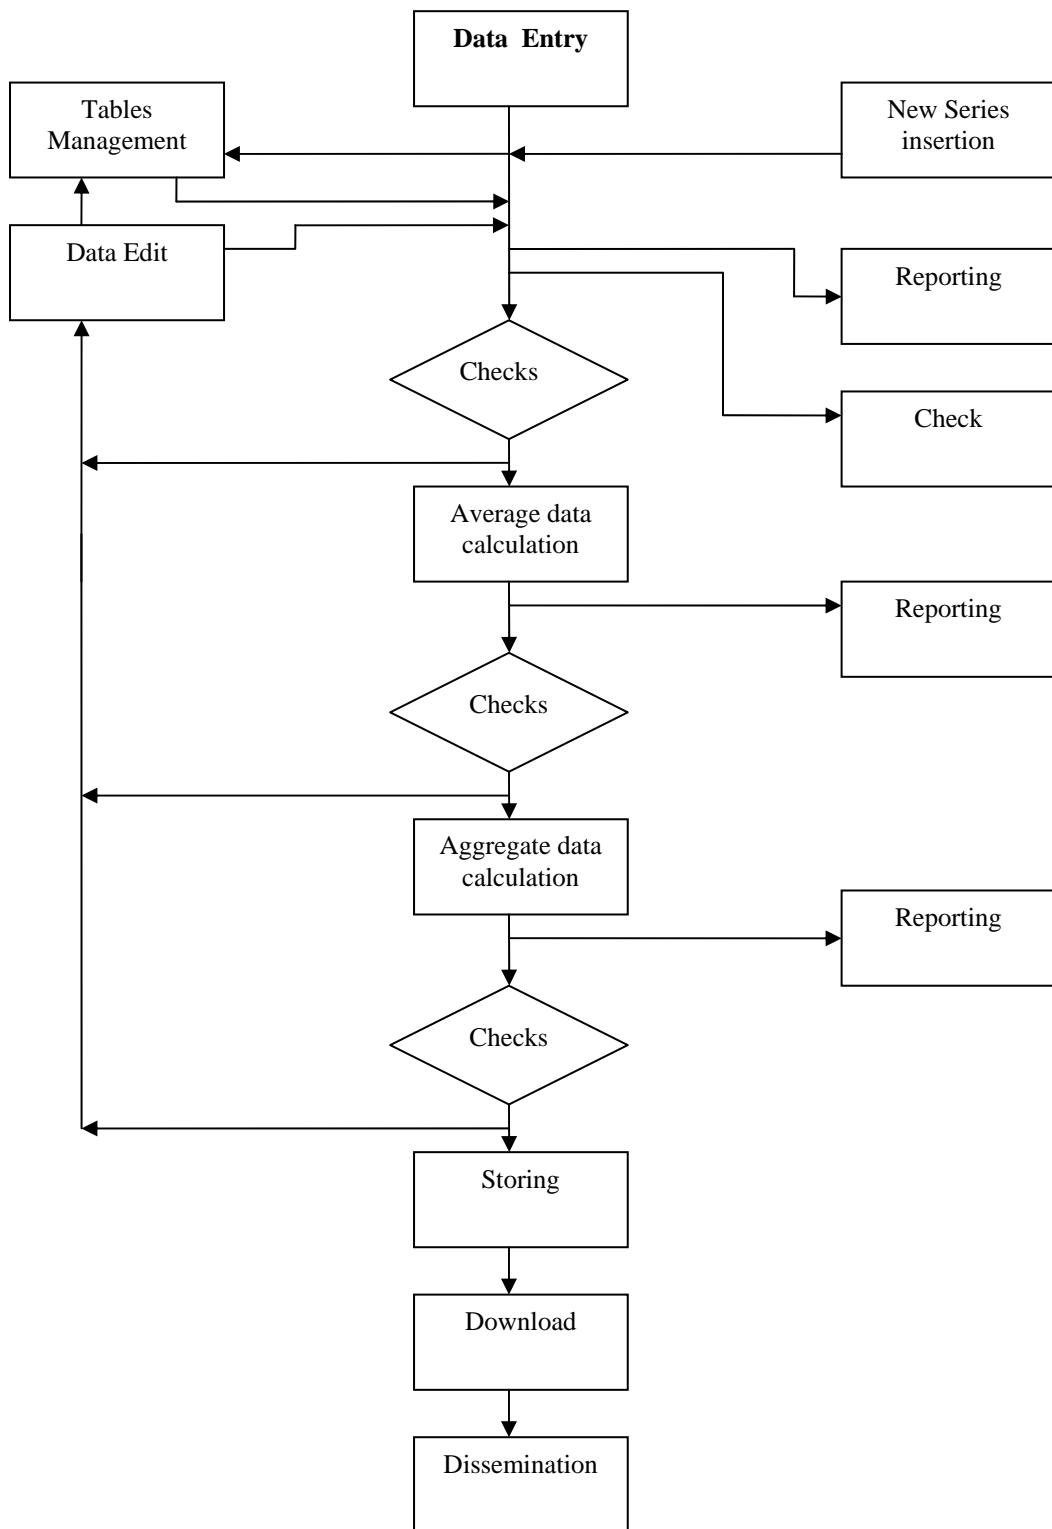 Data Entry
Tables
Management
New Series
insertion
Data Edit
Reporting
Checks
Check
Average data
calculation
Reporting
Checks
Aggregate data
calculation
Reporting
Checks
Storing
Download
Dissemination